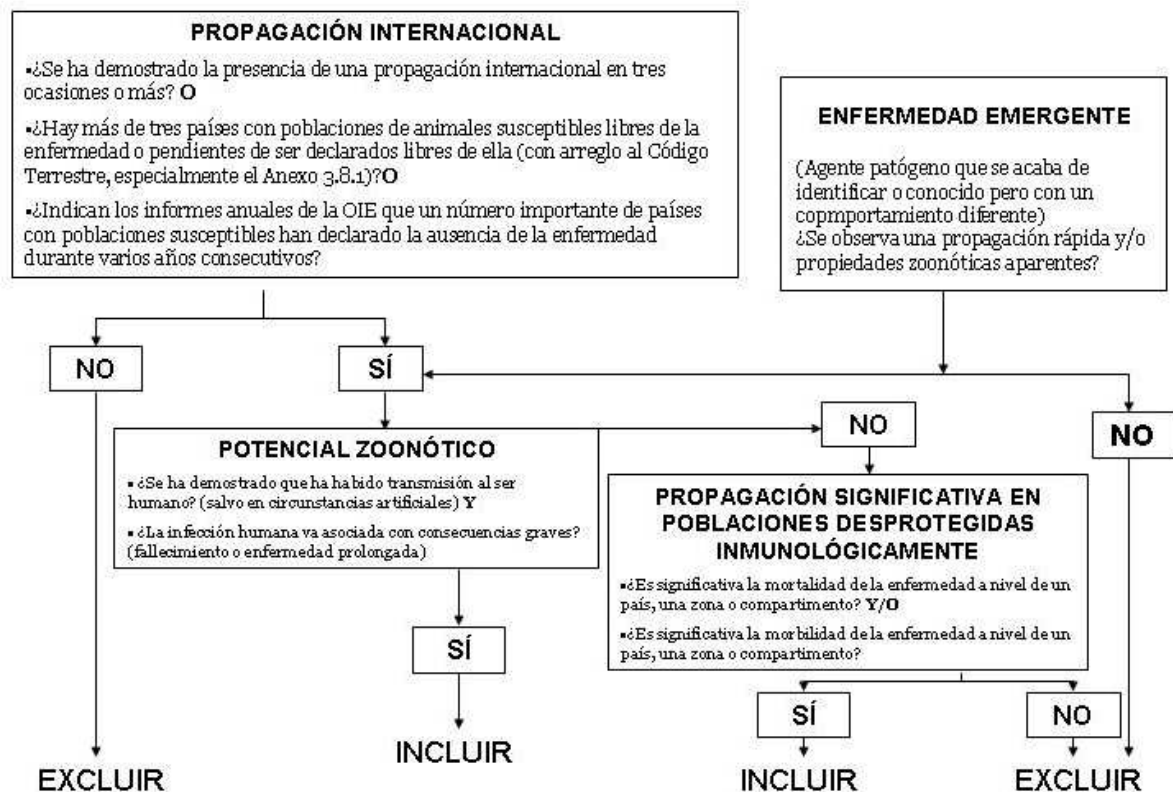 PROPAGACIÓN INTERNACIONAL
▪¿Se ha demostrado la presencia de una propagación internacional en tres
ocasiones o más? O
▪¿Hay más de tres países con poblaciones de animales susceptibles libres de la
enfermedad o pendientes de ser declarados libres de ella (con arreglo al Código
Terrestre, especialmente el Anexo 3.8.1)?O
▪¿Indican los informes anuales de la OIE que un número importante de países
con poblaciones susceptibles han declarado la ausencia de la enfermedad
durante varios años consecutivos?
ENFERMEDAD EMERGENTE
(Agente patógeno que se acaba de
identificar o conocido pero con un
copmportamiento diferente)
¿Se observa una propagación rápida y/o
propiedades zoonóticas aparentes?
NO
SÍ
NO
NO
POTENCIAL ZOONÓTICO
▪ ¿Se ha demostrado que ha habido transmisión al ser
humano? (salvo en circunstancias artificiales) Y
▪ ¿La infección humana va asociada con consecuencias graves?
(fallecimiento o enfermedad prolongada)
PROPAGACIÓN SIGNIFICATIVA EN
POBLACIONES DESPROTEGIDAS
INMUNOLÓGICAMENTE
▪¿Es significativa la mortalidad de la enfermedad a nivel de un
país, una zona o compartimento? Y/O
▪¿Es significativa la morbilidad de la enfermedad a nivel de un
país, una zona o compartimento?
SÍ
SÍ
NO
EXCLUIR
INCLUIR
INCLUIR
EXCLUIR